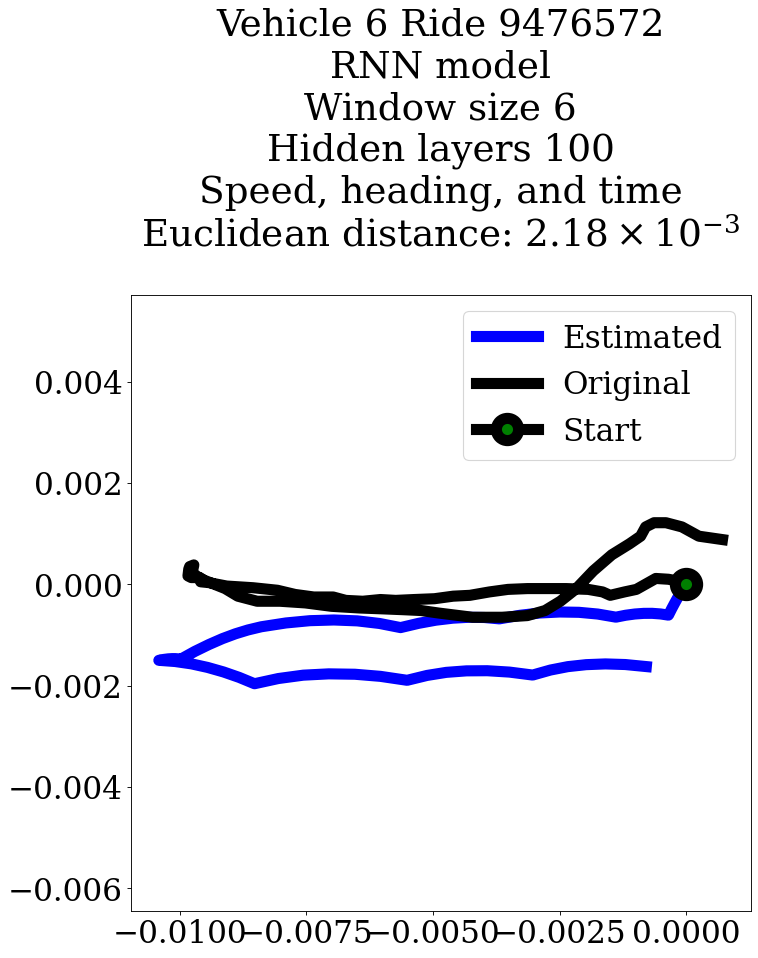 Vehicle 6 Ride 9476572
RNN model
Window size 6
Hidden layers 100
Speed, heading, and time
Euclidean distance: 2.18 × 10⁻³
Estimated
Original
Start
0.004
0.002
0.000
−0.002
−0.004
−0.006
−0.0100 −0.0075 −0.0050 −0.0025 0.0000